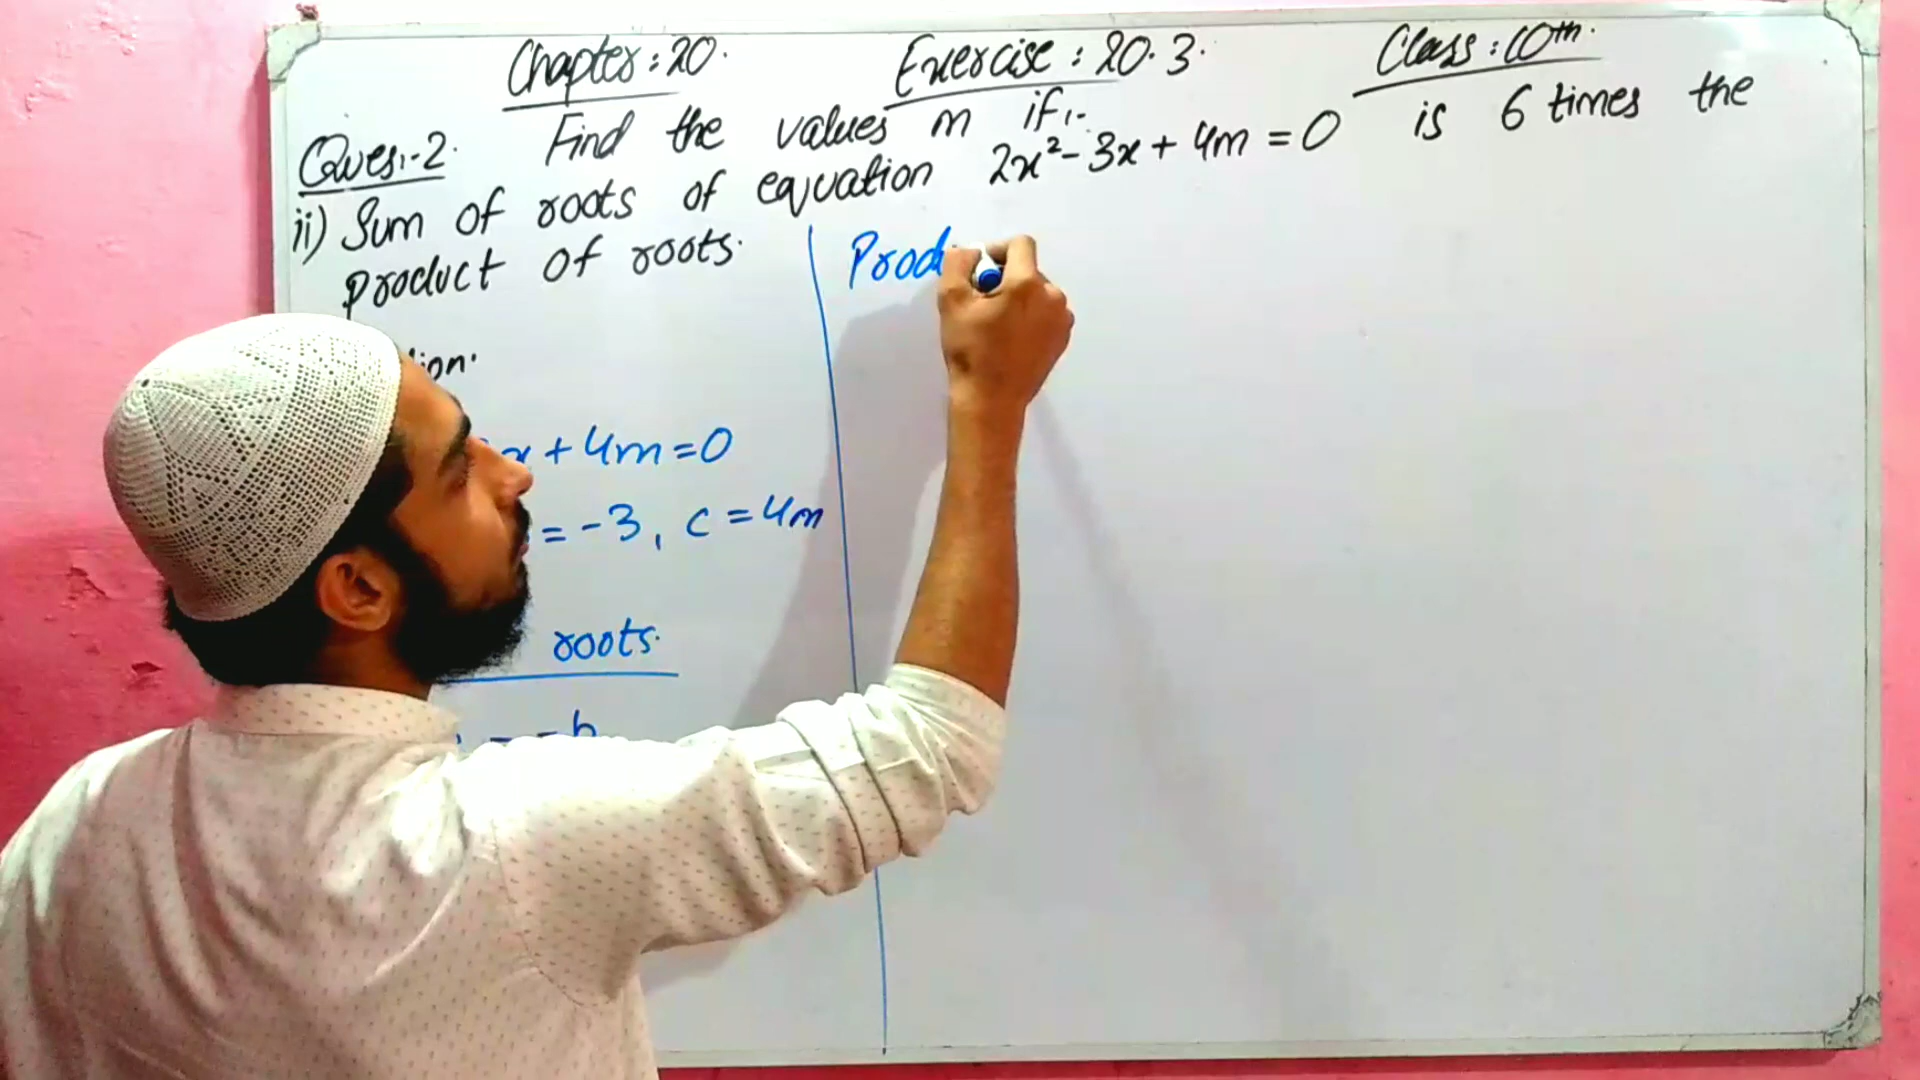 Chapter:20. Exercise:20.3. Class:10th.
Ques:-2. Find the values m if:-
ii) Sum of roots of equation 2x²-3x+4m=0 is 6 times the
product of roots.
x+4m=0
=-3, c=4m
roots.
Prod